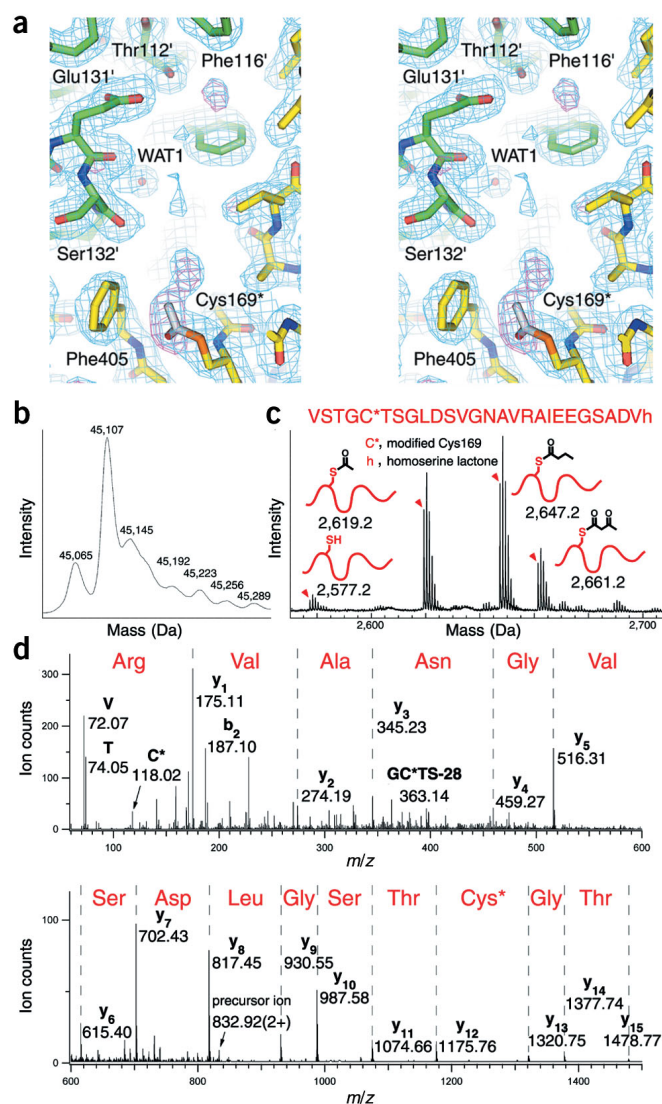 a
Thr112'
Glu131'
Phe116'
WAT1
Ser132'
Cys169*
Phe405
Thr112'
Glu131'
Phe116'
WAT1
Ser132'
Cys169*
Phe405
b
Intensity
45,107
45,065
45,145
45,192
45,223
45,256
45,289
Mass (Da)
c
VSTGC*TSGLDSVGNAVRAIEEGSADVh
C*, modified Cys169
h , homoserine lactone
Intensity
S
O
2,619.2
SH
2,577.2
S
O
2,647.2
S
O O
2,661.2
2,600
Mass (Da)
2,700
d
Arg Val Ala Asn Gly Val
Ion counts
300
200
100
0
V
72.07
T
74.05
C*
118.02
y1
175.11
b2
187.10
y2
274.19
y3
345.23
GC*TS-28
363.14
y4
459.27
y5
516.31
100 200 300 400 500 600
m/z
Ser Asp Leu Gly Ser Thr Cys* Gly Thr
Ion counts
100
0
y6
615.40
y7
702.43
y8
817.45
precursor ion
832.92(2+)
y9
930.55
y10
987.58
y11
1074.66
y12
1175.76
y13
1320.75
y14
1377.74
y15
1478.77
600 800 1000 1200 1400
m/z